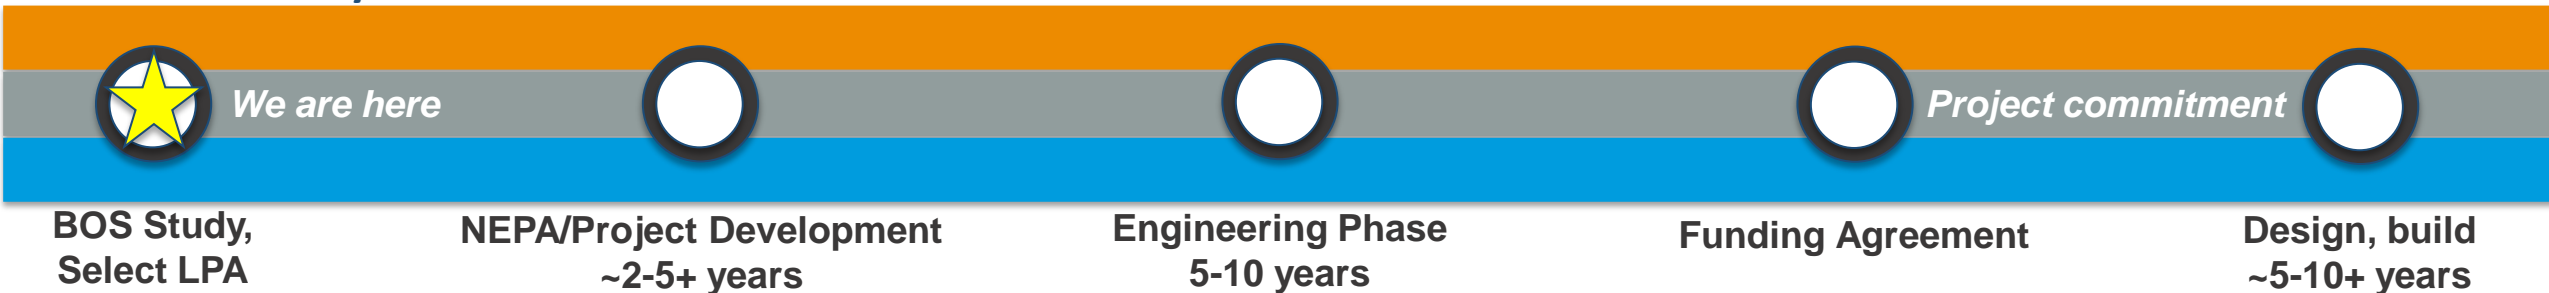 We are here
Project commitment
BOS Study,
Select LPA
NEPA/Project Development
~2-5+ years
Engineering Phase
5-10 years
Funding Agreement
Design, build
~5-10+ years